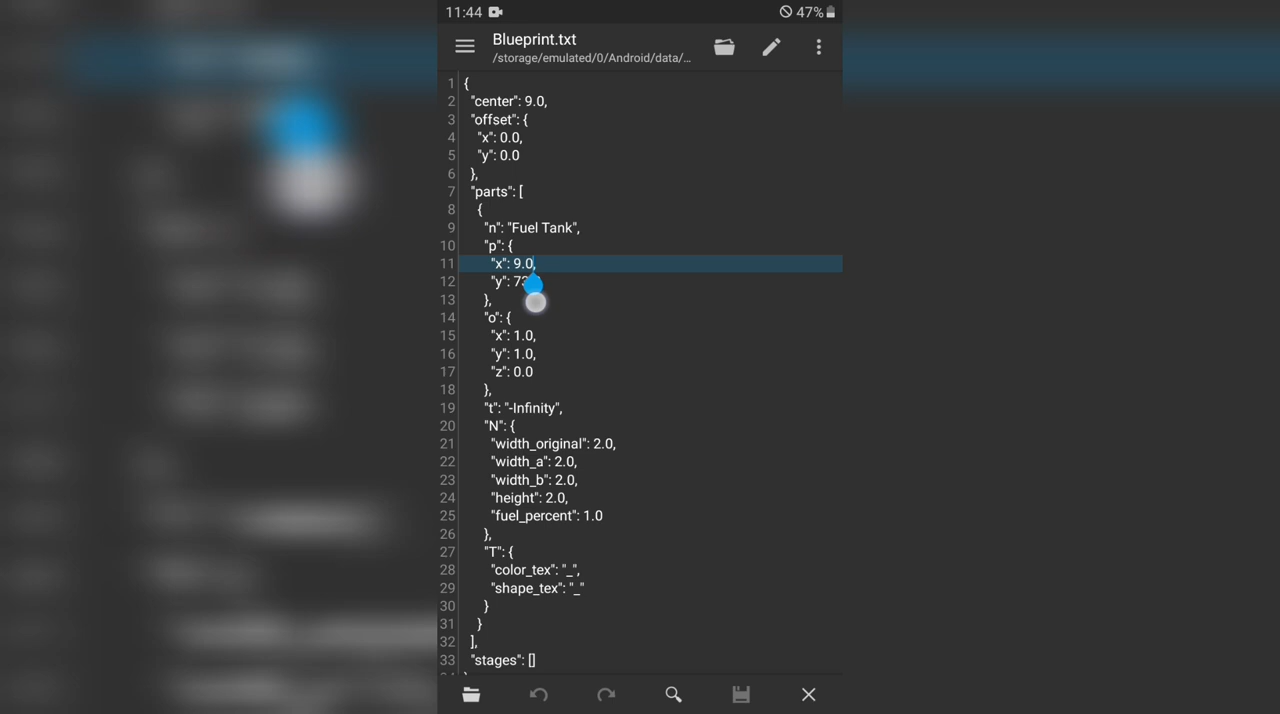 11:44 47%
Blueprint.txt
/storage/emulated/0/Android/data/...
1 {
2 "center": 9.0,
3 "offset": {
4 "x": 0.0,
5 "y": 0.0
6 },
7 "parts": [
8 {
9 "n": "Fuel Tank",
10 "p": {
11 "x": 9.0,
12 "y":
13 },
14 "o": {
15 "x": 1.0,
16 "y": 1.0,
17 "z": 0.0
18 },
19 "t": "-Infinity",
20 "N": {
21 "width_original": 2.0,
22 "width_a": 2.0,
23 "width_b": 2.0,
24 "height": 2.0,
25 "fuel_percent": 1.0
26 },
27 "T": {
28 "color_tex": "_",
29 "shape_tex": "_"
30 }
31 }
32 ],
33 "stages": []